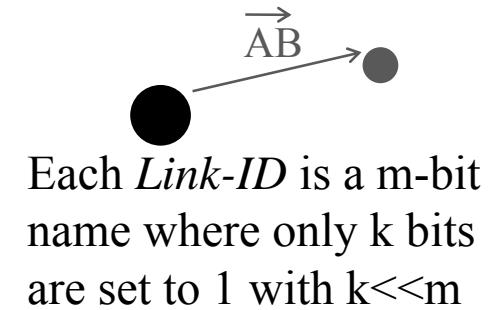 AB
Each Link-ID is a m-bit
name where only k bits
are set to 1 with k<<m